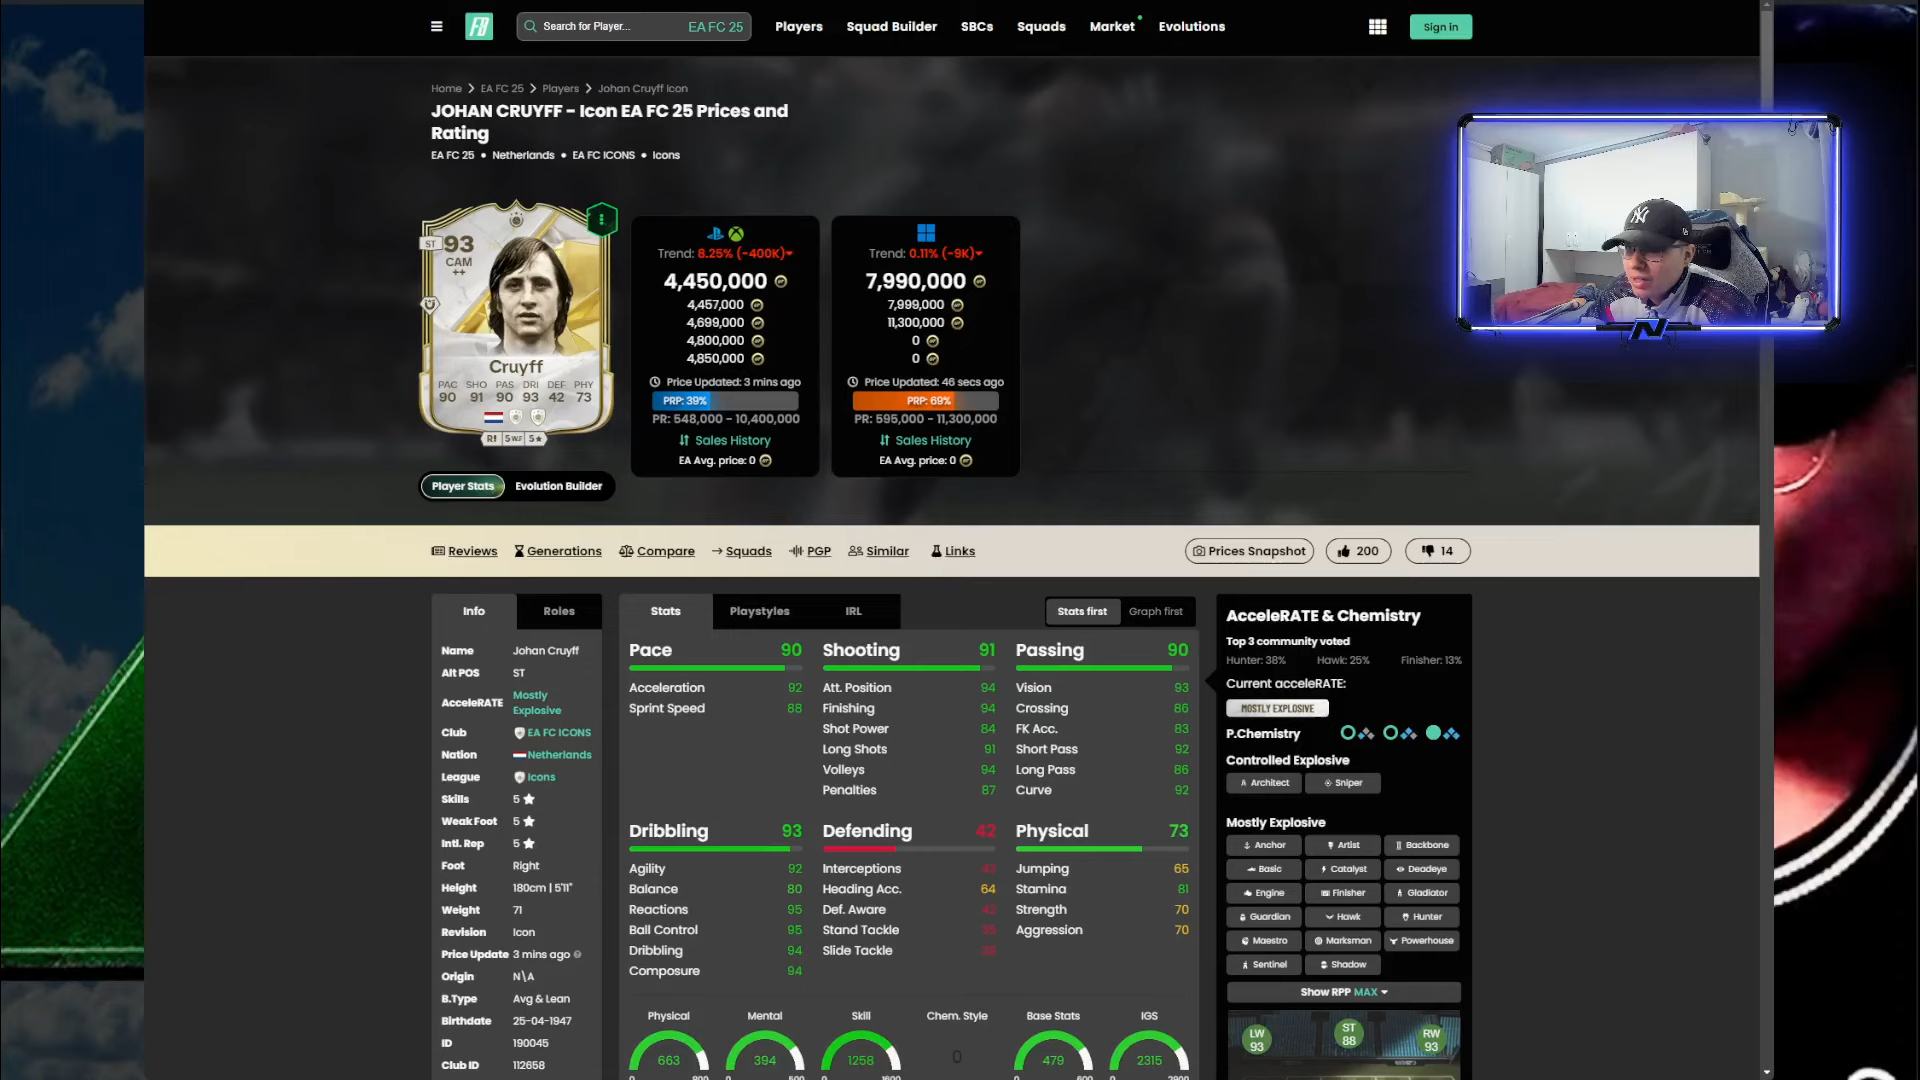 FB
Search for Player... EA FC 25
Players Squad Builder SBCs Squads Market Evolutions
Sign in
Home > EA FC 25 > Players > Johan Cruyff Icon
JOHAN CRUYFF - Icon EA FC 25 Prices and
Rating
EA FC 25 • Netherlands • EA FC ICONS • Icons
ST 93
CAM
++
Cruyff
PAC SHO PAS DRI DEF PHY
90 91 90 93 42 73
5 W.F 5★
Trend: 8.25% (-400K)
4,450,000
4,457,000
4,699,000
4,800,000
4,850,000
Price Updated: 3 mins ago
PRP: 39%
PR: 548,000 - 10,400,000
Sales History
EA Avg. price: 0
Trend: 0.11% (-9K)
7,990,000
7,999,000
11,300,000
0
0
Price Updated: 46 secs ago
PRP: 69%
PR: 595,000 - 11,300,000
Sales History
EA Avg. price: 0
Player Stats Evolution Builder
Reviews Generations Compare Squads PGP Similar Links
Prices Snapshot 200 14
Info Roles
Name Johan Cruyff
Alt POS ST
AcceleRATE Mostly
Explosive
Club EA FC ICONS
Nation Netherlands
League Icons
Skills 5 ★
Weak Foot 5 ★
Intl. Rep 5 ★
Foot Right
Height 180cm | 5'11"
Weight 71
Revision Icon
Price Update 3 mins ago
Origin N\A
B.Type Avg & Lean
Birthdate 25-04-1947
ID 190045
Club ID 112658
Stats Playstyles IRL
Stats first Graph first
Pace 90
Acceleration 92
Sprint Speed 88
Shooting 91
Att. Position 94
Finishing 94
Shot Power 84
Long Shots 91
Volleys 94
Penalties 87
Passing 90
Vision 93
Crossing 86
FK Acc. 83
Short Pass 92
Long Pass 86
Curve 92
Dribbling 93
Agility 92
Balance 80
Reactions 95
Ball Control 95
Dribbling 94
Composure 94
Defending 42
Interceptions
Heading Acc. 64
Def. Aware 42
Stand Tackle
Slide Tackle
Physical 73
Jumping 65
Stamina 81
Strength 70
Aggression 70
Physical Mental Skill Chem. Style Base Stats IGS
663 394 1258 0 479 2315
AcceleRATE & Chemistry
Top 3 community voted
Hunter: 38% Hawk: 25% Finisher: 13%
Current acceleRATE:
MOSTLY EXPLOSIVE
P.Chemistry
Controlled Explosive
Architect Sniper
Mostly Explosive
Anchor Artist Backbone
Basic Catalyst Deadeye
Engine Finisher Gladiator
Guardian Hawk Hunter
Maestro Marksman Powerhouse
Sentinel Shadow
Show RPP MAX
LW
93
ST
88
RW
93